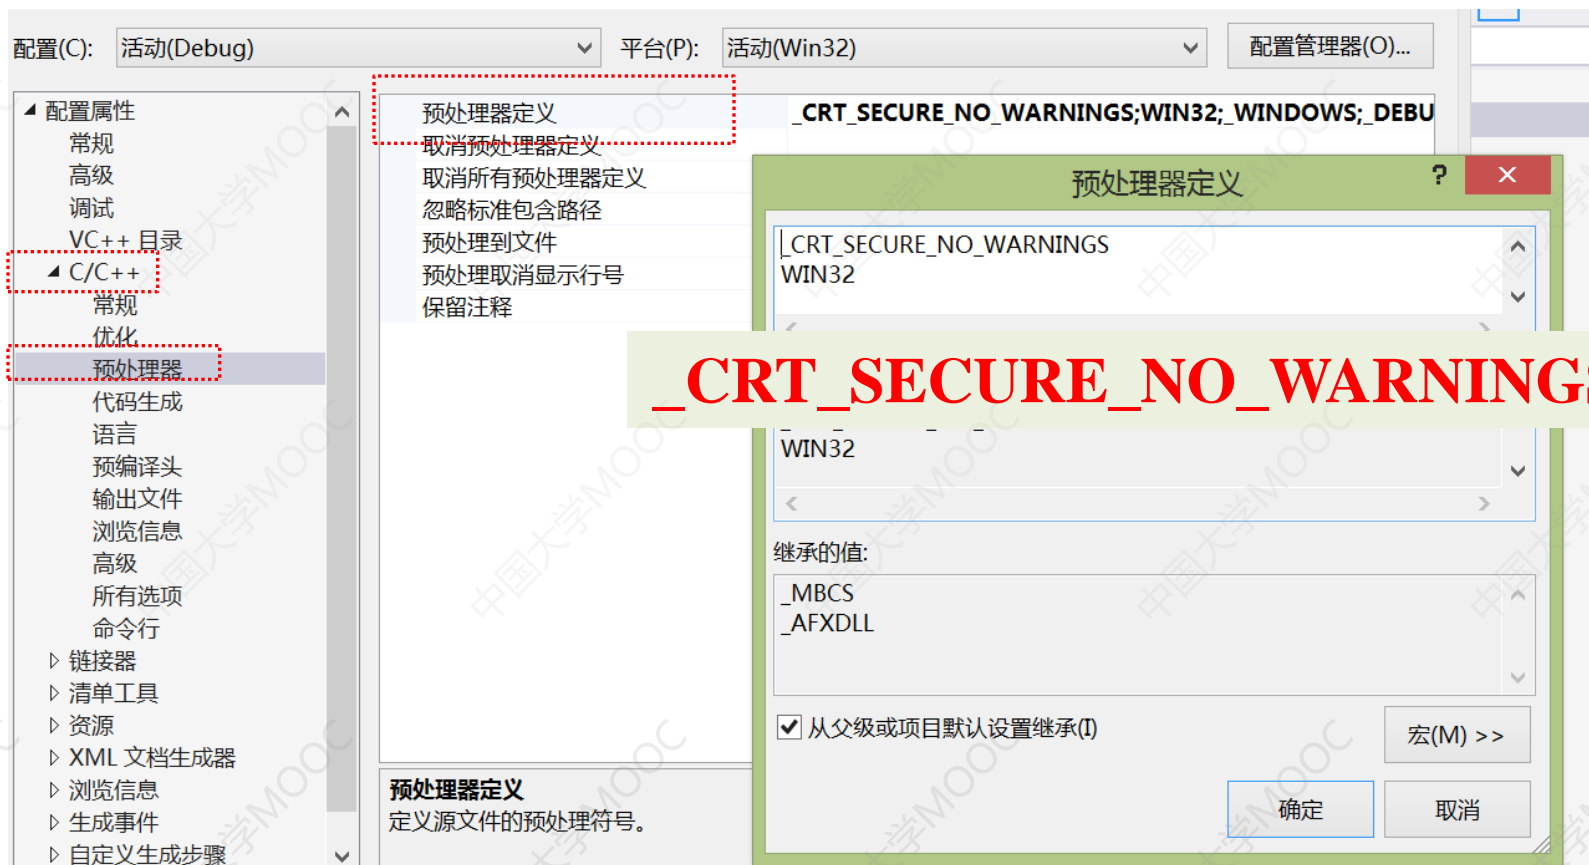 配置(C):
活动(Debug)
平台(P):
活动(Win32)
配置管理器(O)...
配置属性
常规
高级
调试
VC++ 目录
C/C++
常规
优化
预处理器
代码生成
语言
预编译头
输出文件
浏览信息
高级
所有选项
命令行
链接器
清单工具
资源
XML 文档生成器
浏览信息
生成事件
自定义生成步骤
预处理器定义
_CRT_SECURE_NO_WARNINGS;WIN32;_WINDOWS;_DEBU
取消预处理器定义
取消所有预处理器定义
忽略标准包含路径
预处理到文件
预处理取消显示行号
保留注释
预处理器定义
定义源文件的预处理符号。
预处理器定义
?
_CRT_SECURE_NO_WARNINGS
WIN32
_CRT_SECURE_NO_WARNINGS
WIN32
继承的值:
_MBCS
_AFXDLL
从父级或项目默认设置继承(I)
宏(M) >>
确定
取消
中国大学MOOC